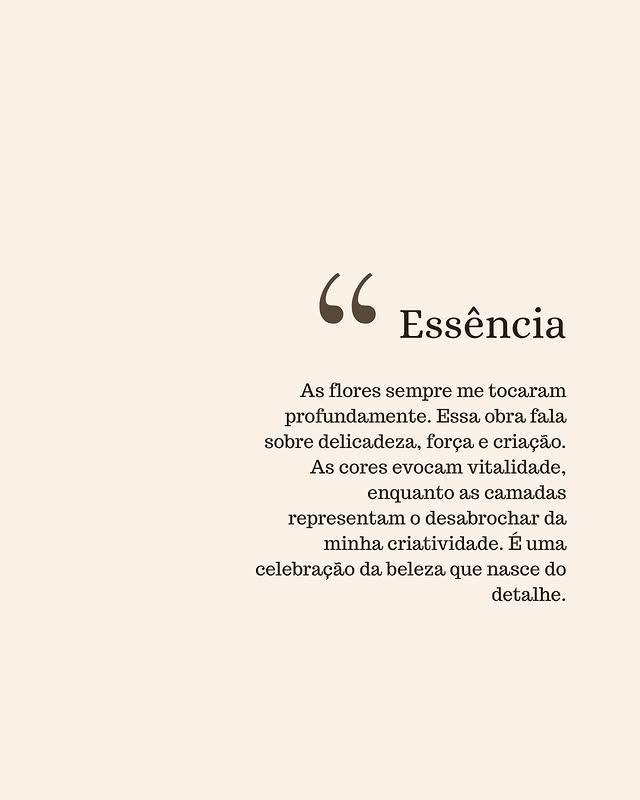 “ Essência
As flores sempre me tocaram
profundamente. Essa obra fala
sobre delicadeza, força e criação.
As cores evocam vitalidade,
enquanto as camadas
representam o desabrochar da
minha criatividade. É uma
celebração da beleza que nasce do
detalhe.